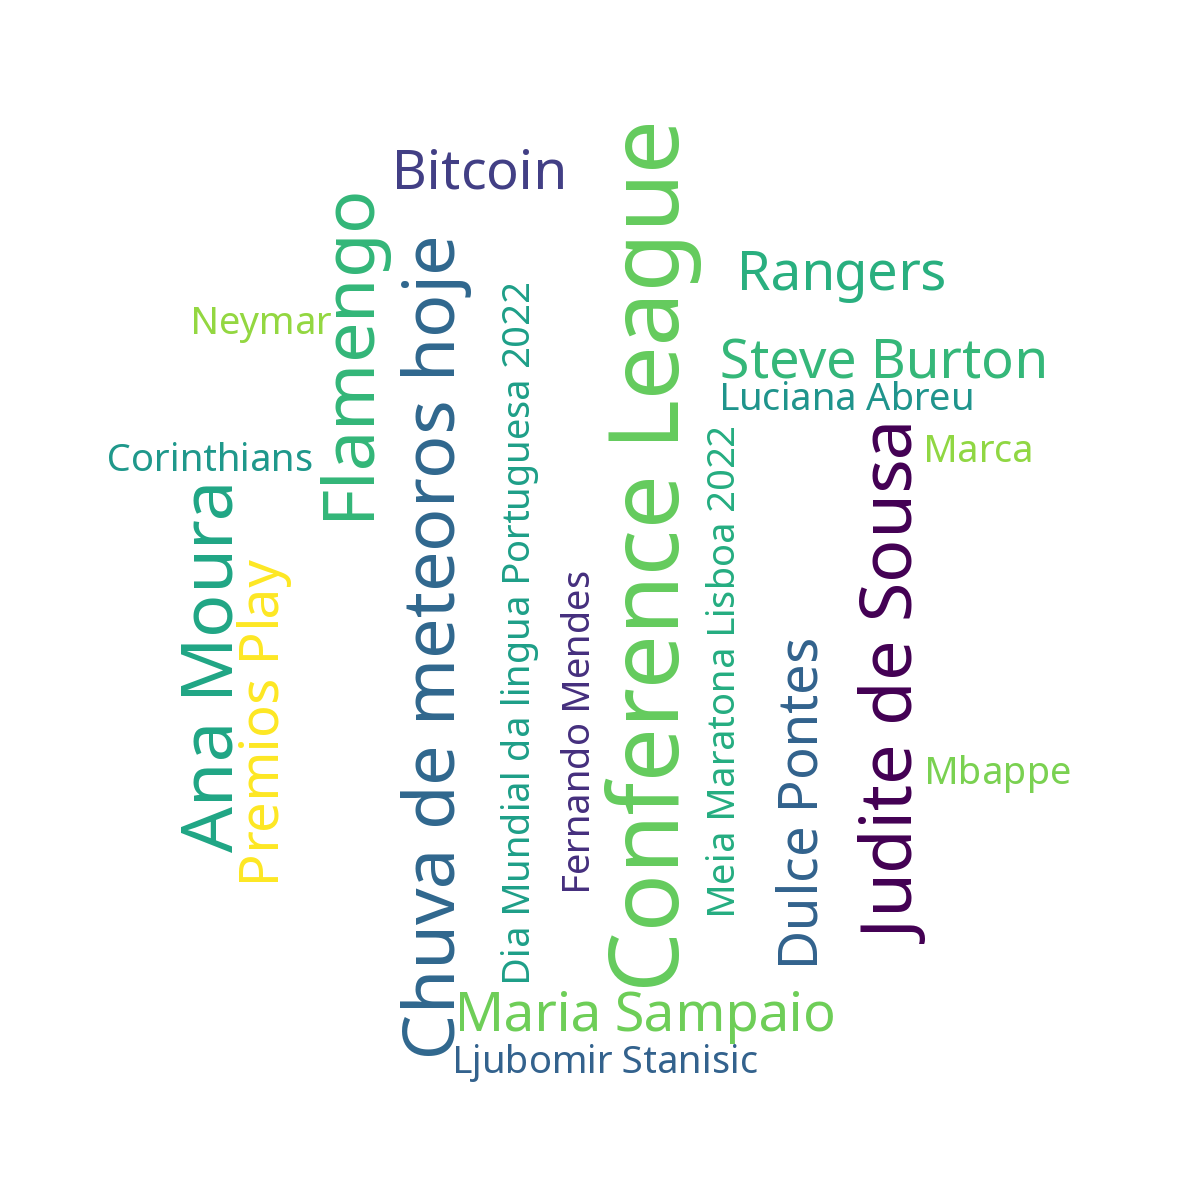 Bitcoin
Conference League
Flamengo
Chuva de meteoros hoje
Rangers
Neymar
Dia Mundial da lingua Portuguesa 2022
Steve Burton
Luciana Abreu
Marca
Corinthians
Judite de Sousa
Meia Maratona Lisboa 2022
Ana Moura
Premios Play
Fernando Mendes
Dulce Pontes
Mbappe
Maria Sampaio
Ljubomir Stanisic